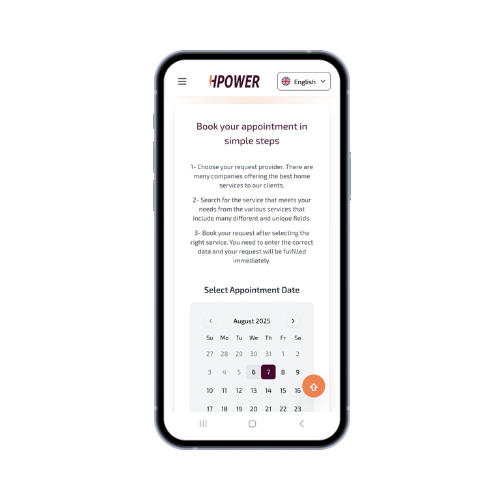 HPOWER
English
Book your appointment in
simple steps
1- Choose your request provider. There are
many companies offering the best home
services to our clients.
2- Search for the service that meets your
needs from the various services that
include many different and unique fields.
3- Book your request after selecting the
right service. You need to enter the correct
data and your request will be fulfilled
immediately.
Select Appointment Date
August 2025
Su Mo Tu We Th Fr Sa
27 28 29 30 31 1 2
3 4 5 6 7 8 9
10 11 12 13 14 15 16
17 18 19 20 21 22 23